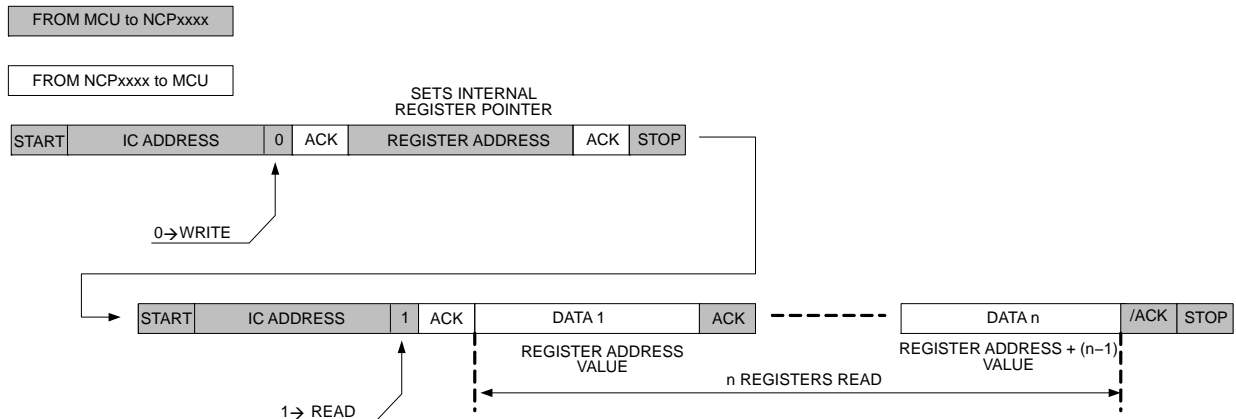 FROM MCU to NCPxxxx
FROM NCPxxxx to MCU
SETS INTERNAL
REGISTER POINTER
START IC ADDRESS 0 ACK REGISTER ADDRESS ACK STOP
0→WRITE
START IC ADDRESS 1 ACK DATA 1 ACK DATA n /ACK STOP
REGISTER ADDRESS
VALUE
REGISTER ADDRESS + (n–1)
VALUE
n REGISTERS READ
1→ READ